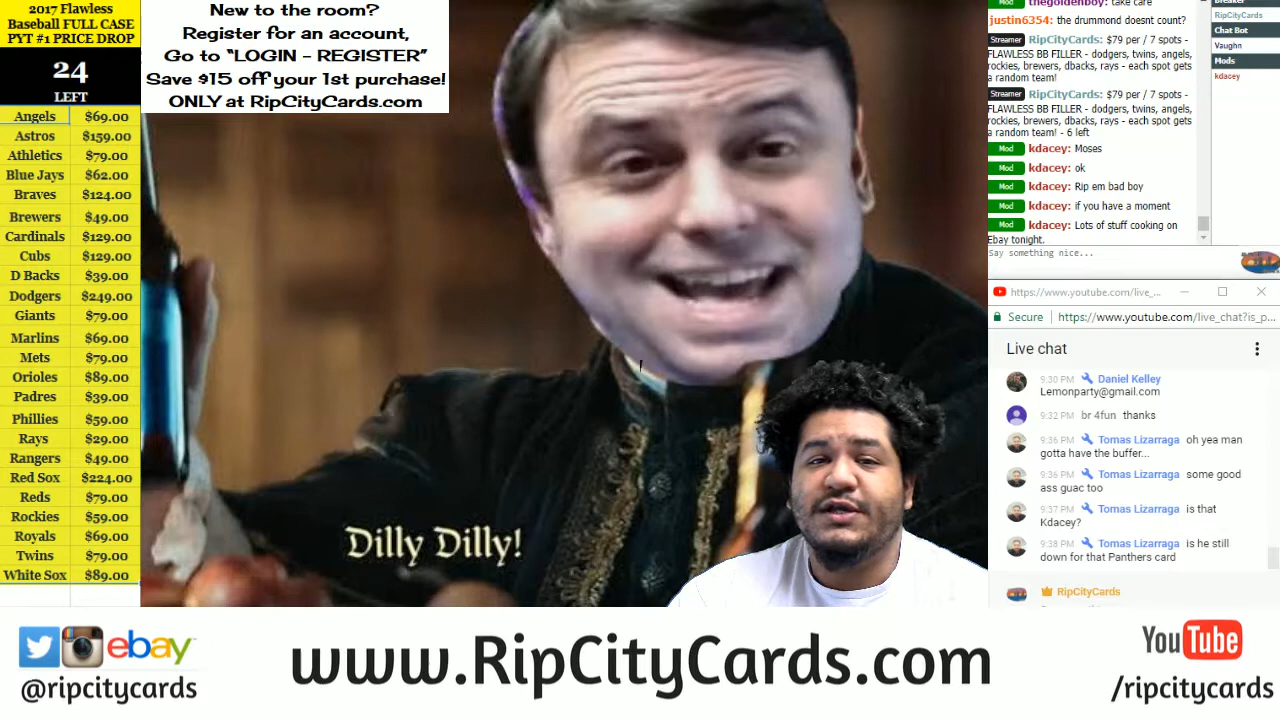 2017 Flawless
Baseball FULL CASE
PYT #1 PRICE DROP
24
LEFT
Angels $69.00
Astros $159.00
Athletics $79.00
Blue Jays $62.00
Braves $124.00
Brewers $49.00
Cardinals $129.00
Cubs $129.00
D Backs $39.00
Dodgers $249.00
Giants $79.00
Marlins $69.00
Mets $79.00
Orioles $89.00
Padres $39.00
Phillies $59.00
Rays $29.00
Rangers $49.00
Red Sox $224.00
Reds $79.00
Rockies $59.00
Royals $69.00
Twins $79.00
White Sox $89.00
New to the room?
Register for an account,
Go to “LOGIN – REGISTER”
Save $15 off your 1st purchase!
ONLY at RipCityCards.com
Dilly Dilly!
Mod thegoldenboy: take care
justin6354: the drummond doesnt count?
Streamer RipCityCards: $79 per / 7 spots -
FLAWLESS BB FILLER - dodgers, twins, angels,
rockies, brewers, dbacks, rays - each spot gets
a random team!
Streamer RipCityCards: $79 per / 7 spots -
FLAWLESS BB FILLER - dodgers, twins, angels,
rockies, brewers, dbacks, rays - each spot gets
a random team! - 6 left
Mod kdacey: Moses
Mod kdacey: ok
Mod kdacey: Rip em bad boy
Mod kdacey: if you have a moment
Mod kdacey: Lots of stuff cooking on
Ebay tonight.
Say something nice...
Breaker
RipCityCards
Chat Bot
Vaughn
Mods
kdacey
https://www.youtube.com/live_...
Secure https://www.youtube.com/live_chat?is_p...
Live chat
9:30 PM Daniel Kelley
Lemonparty@gmail.com
9:32 PM br 4fun thanks
9:36 PM Tomas Lizarraga oh yea man
gotta have the buffer...
9:36 PM Tomas Lizarraga some good
ass guac too
9:37 PM Tomas Lizarraga is that
Kdacey?
9:38 PM Tomas Lizarraga is he still
down for that Panthers card
RipCityCards
ebay
@ripcitycards
www.RipCityCards.com
YouTube
/ripcitycards